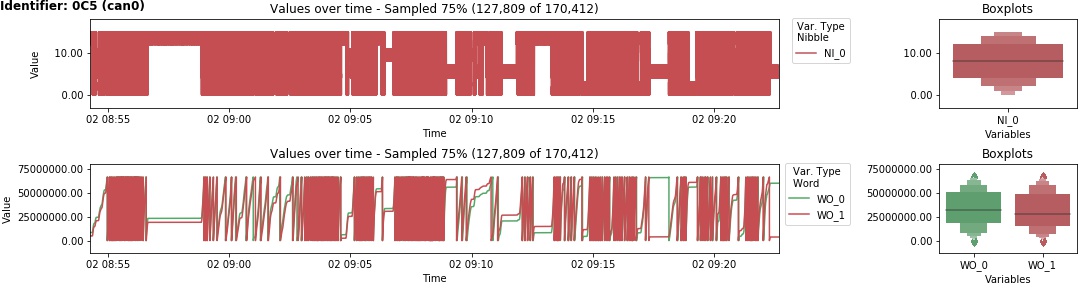 Identifier: 0C5 (can0)
Values over time - Sampled 75% (127,809 of 170,412)
Value
10.00
0.00
02 08:55 02 09:00 02 09:05 02 09:10 02 09:15 02 09:20
Time
Var. Type
Nibble
NI_0
Boxplots
10.00
0.00
NI_0
Variables
Values over time - Sampled 75% (127,809 of 170,412)
Value
75000000.00
50000000.00
25000000.00
0.00
02 08:55 02 09:00 02 09:05 02 09:10 02 09:15 02 09:20
Time
Var. Type
Word
WO_0
WO_1
Boxplots
75000000.00
50000000.00
25000000.00
0.00
WO_0 WO_1
Variables